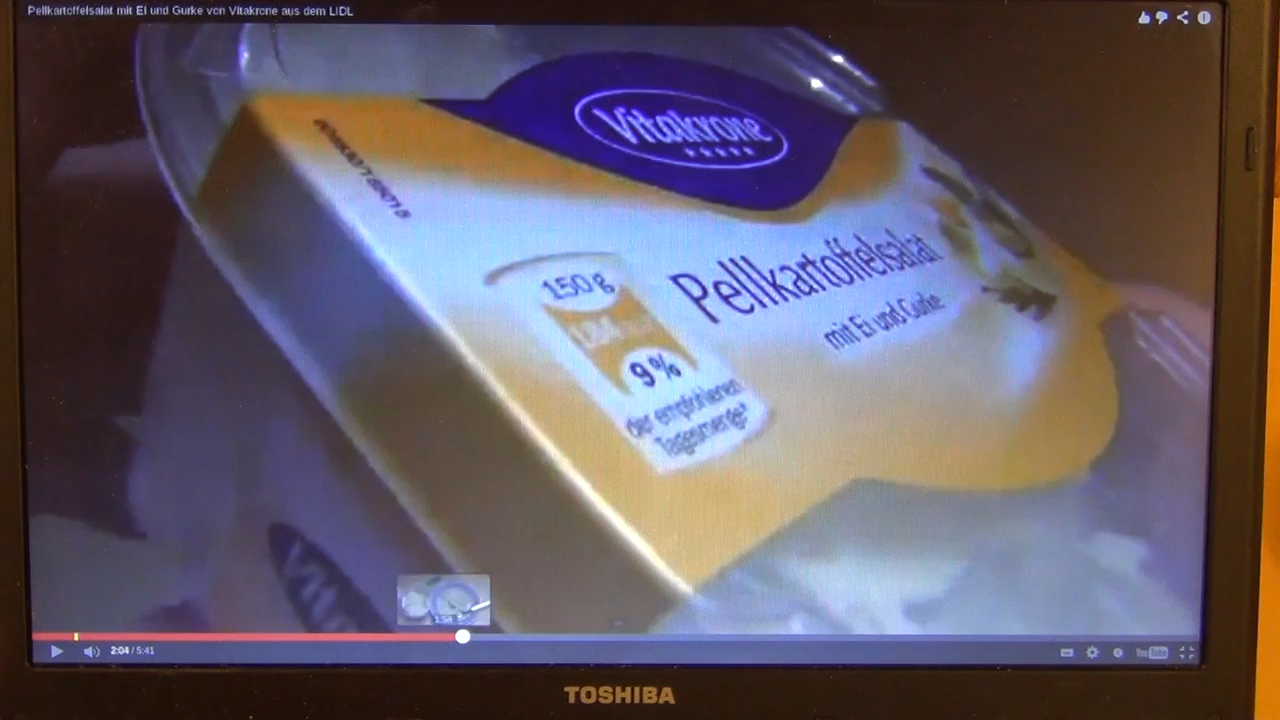 Pellkartoffelsalat mit Ei und Gurke von Vitakrone aus dem LIDL
Vitakrone
150 g
9%
der empfohlenen
Tagesmenge*
Pellkartoffelsalat
mit Ei und Gurke
2:04 / 5:41
YouTube
TOSHIBA